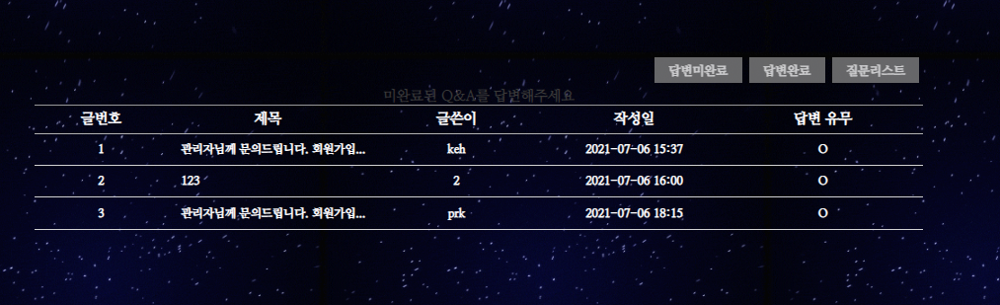 답변미완료 답변완료 질문리스트
미완료된 Q&A를 답변해주세요
글번호 제목 글쓴이 작성일 답변 유무
1 관리자님께 문의드립니다. 회원가입... keh 2021-07-06 15:37 O
2 123 2 2021-07-06 16:00 O
3 관리자님께 문의드립니다. 회원가입... prk 2021-07-06 18:15 O